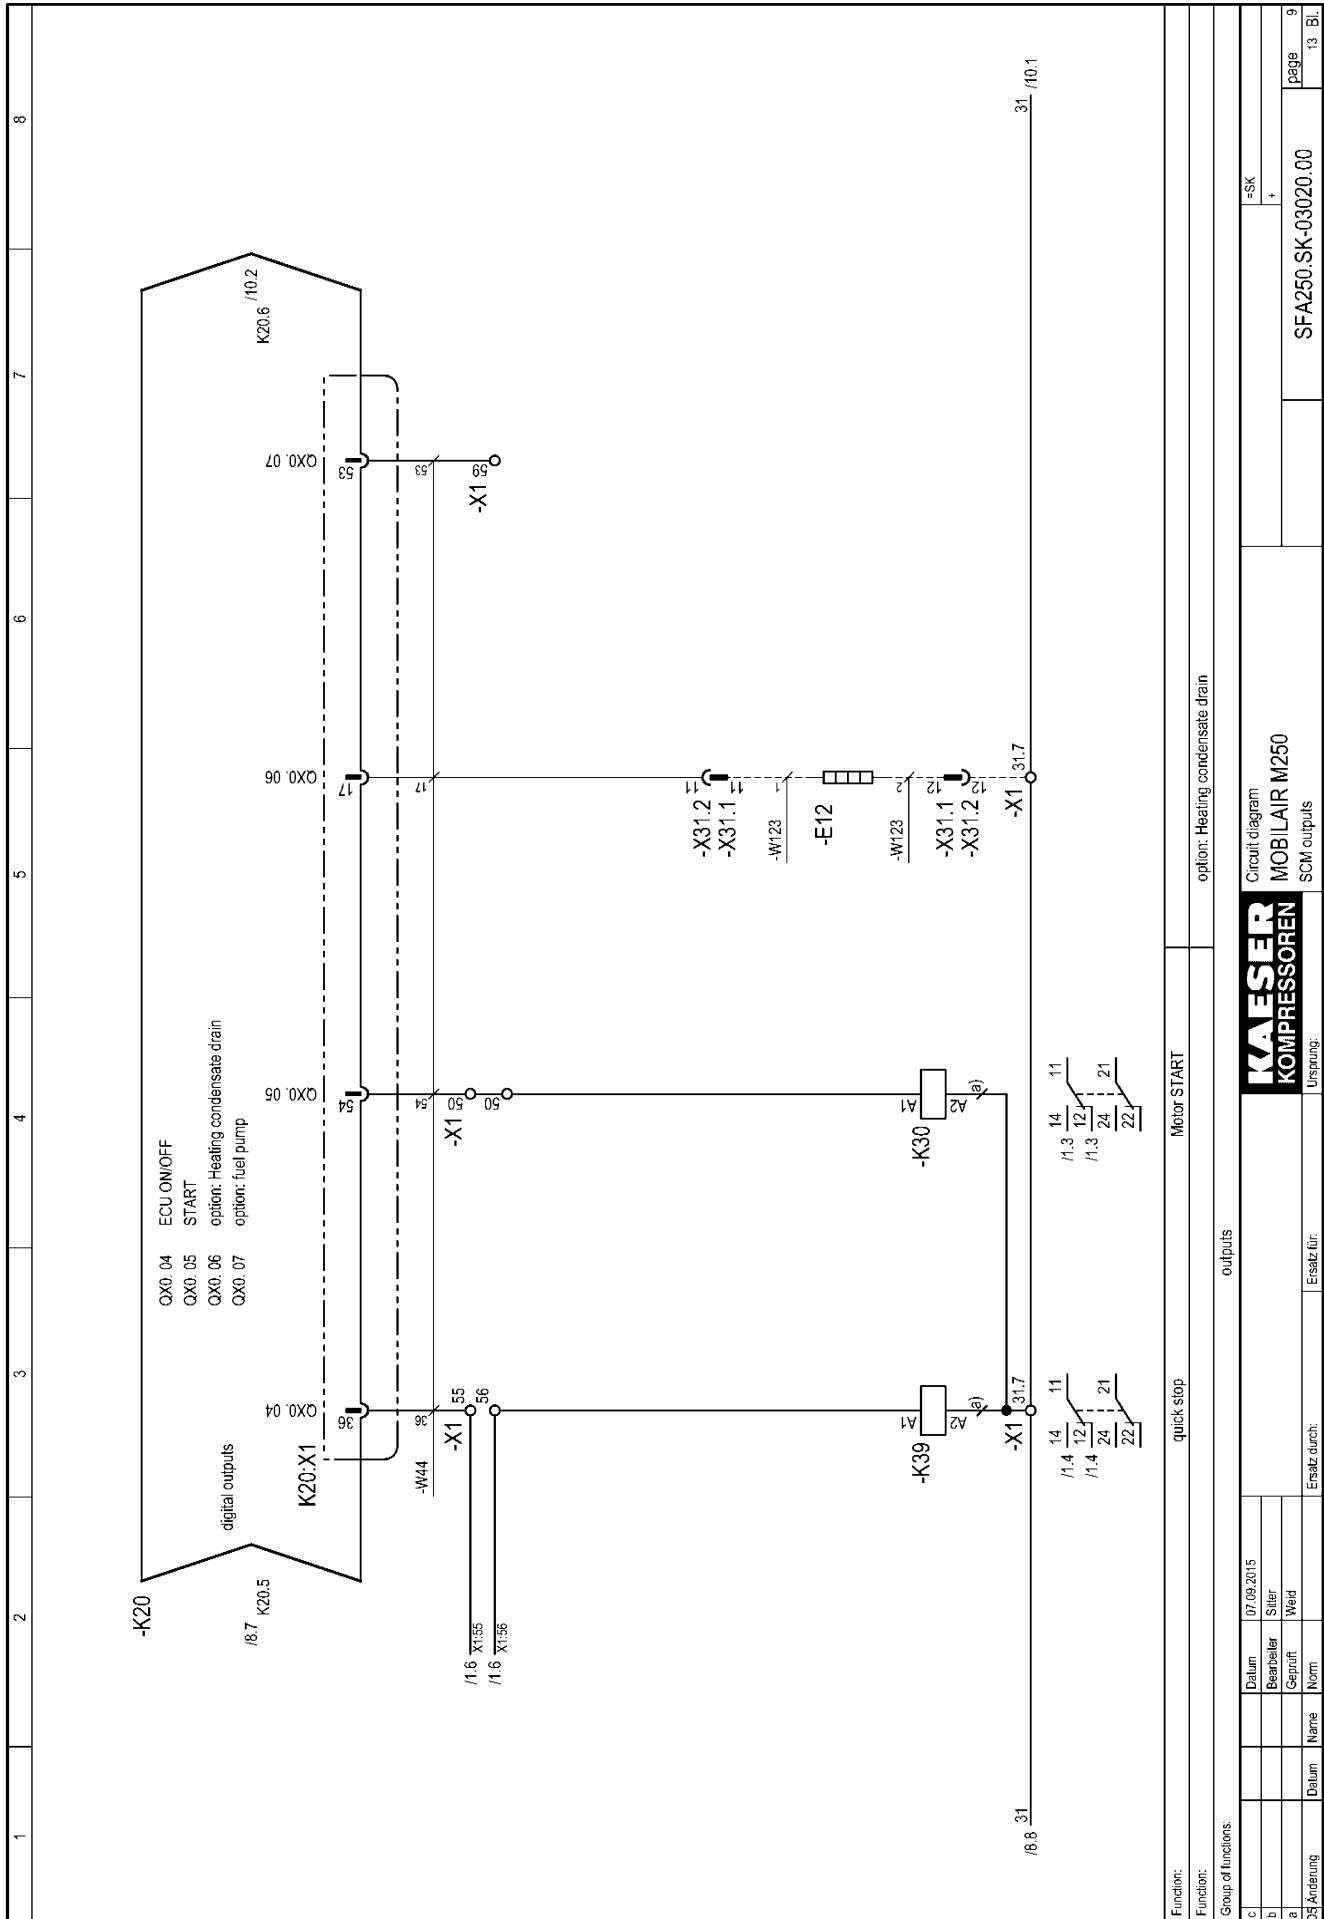 1 2 3 4 5 6 7 8
-K20
/8.7 K20.5
digital outputs
QX0. 04 ECU ON/OFF
QX0. 05 START
QX0. 06 option: Heating condensate drain
QX0. 07 option: fuel pump
K20.6 /10.2
K20:X1
QX0. 04
QX0. 05
QX0. 06
QX0. 07
36
54
17
53
-W44
36
54
17
53
-X1 55
56
-X1 50
50
-X1 59
/1.6 X1:55
/1.6 X1:56
-X31.2 11
-X31.1 11
-W123 1
-E12
-W123 2
-X31.1 12
-X31.2 12
-K39 A1
A2
a)
-K30 A1
A2
a)
-X1 31.7
-X1 31.7
/8.8 31
31 /10.1
14 11
/1.4 12
/1.4 24 21
22
14 11
/1.3 12
/1.3 24 21
22
Function: quick stop Motor START
Function: option: Heating condensate drain
Group of functions: outputs
c Datum 07.09.2015
b Bearbeiter Sitter
a Geprüft Weid
05 Änderung Datum Name Norm
Ersatz durch: Ersatz für: Ursprung:
KAESER
KOMPRESSOREN
Circuit diagram
MOBILAIR M250
SCM outputs
=SK
+
SFA250.SK-03020.00
page 9
13 Bl.